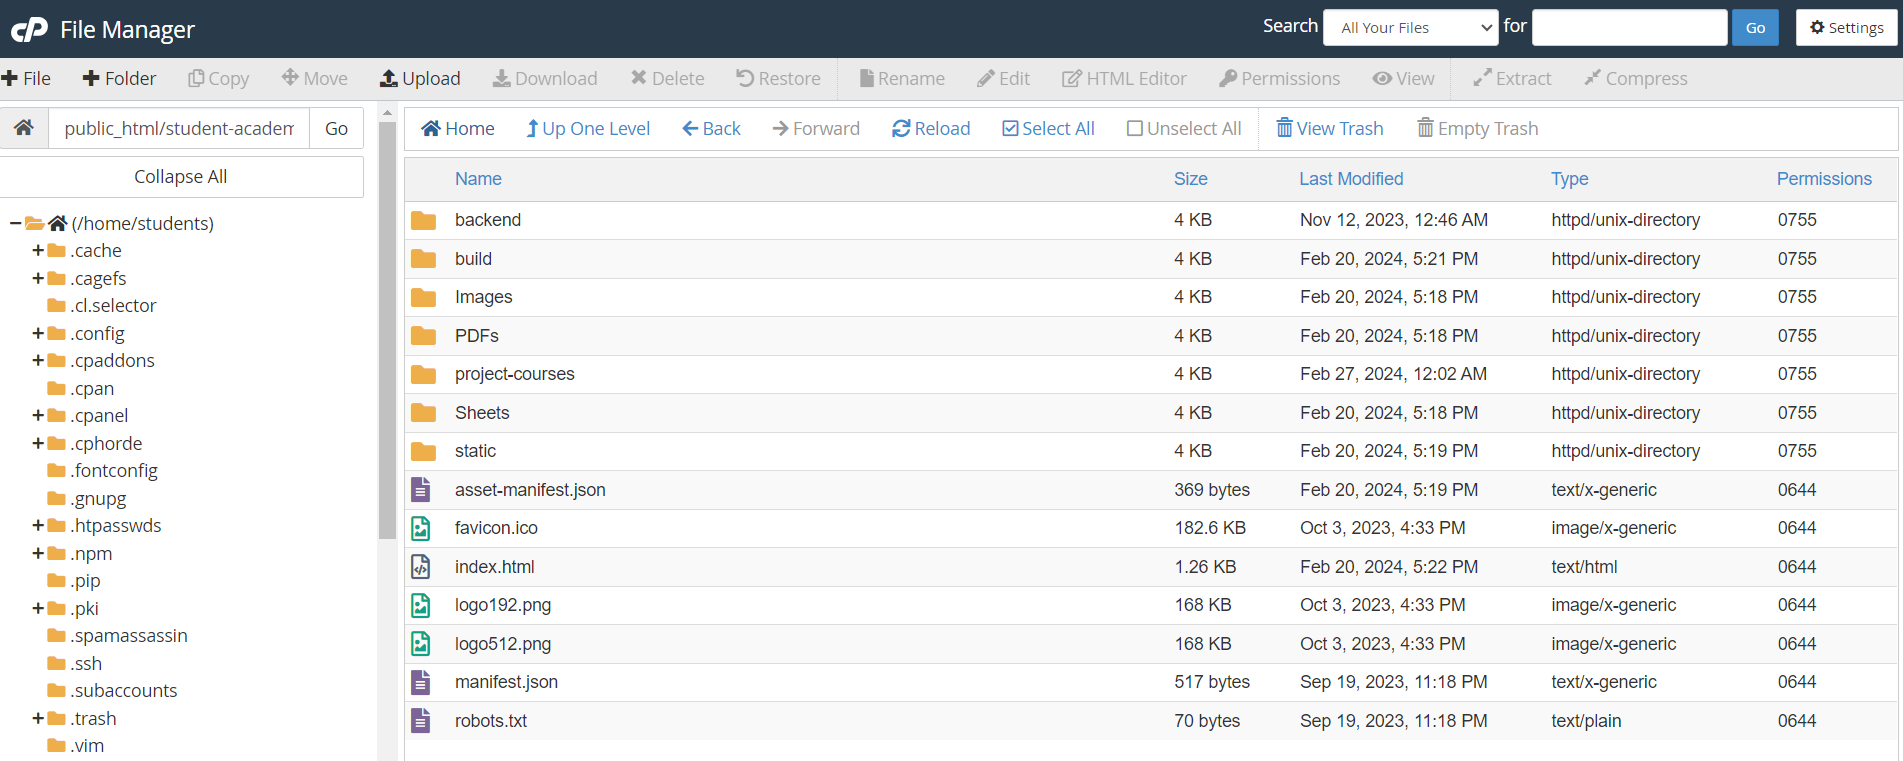 cP File Manager Search All Your Files for Go Settings
File Folder Copy Move Upload Download Delete Restore Rename Edit HTML Editor Permissions View Extract Compress
public_html/student-academ Go
Home Up One Level Back Forward Reload Select All Unselect All View Trash Empty Trash
Collapse All
(/home/students)
.cache
.cagefs
.cl.selector
.config
.cpaddons
.cpan
.cpanel
.cphorde
.fontconfig
.gnupg
.htpasswds
.npm
.pip
.pki
.spamassassin
.ssh
.subaccounts
.trash
.vim
Name Size Last Modified Type Permissions
backend 4 KB Nov 12, 2023, 12:46 AM httpd/unix-directory 0755
build 4 KB Feb 20, 2024, 5:21 PM httpd/unix-directory 0755
Images 4 KB Feb 20, 2024, 5:18 PM httpd/unix-directory 0755
PDFs 4 KB Feb 20, 2024, 5:18 PM httpd/unix-directory 0755
project-courses 4 KB Feb 27, 2024, 12:02 AM httpd/unix-directory 0755
Sheets 4 KB Feb 20, 2024, 5:18 PM httpd/unix-directory 0755
static 4 KB Feb 20, 2024, 5:19 PM httpd/unix-directory 0755
asset-manifest.json 369 bytes Feb 20, 2024, 5:19 PM text/x-generic 0644
favicon.ico 182.6 KB Oct 3, 2023, 4:33 PM image/x-generic 0644
index.html 1.26 KB Feb 20, 2024, 5:22 PM text/html 0644
logo192.png 168 KB Oct 3, 2023, 4:33 PM image/x-generic 0644
logo512.png 168 KB Oct 3, 2023, 4:33 PM image/x-generic 0644
manifest.json 517 bytes Sep 19, 2023, 11:18 PM text/x-generic 0644
robots.txt 70 bytes Sep 19, 2023, 11:18 PM text/plain 0644